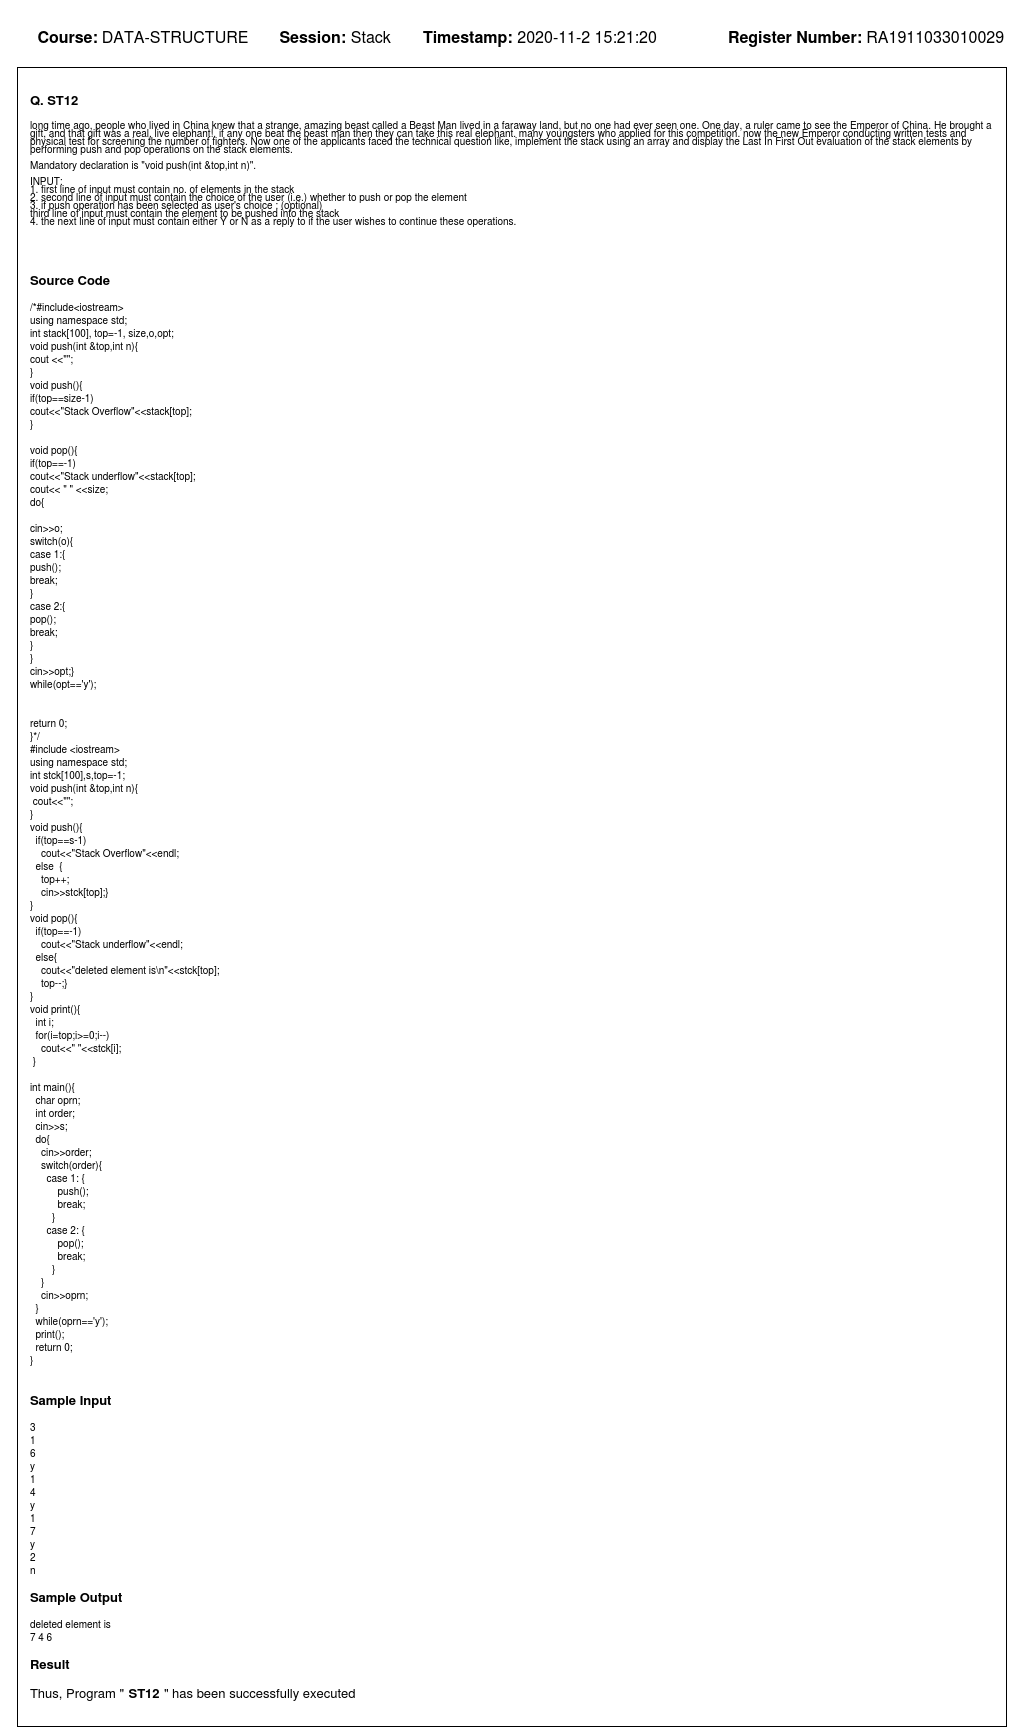 Course: DATA-STRUCTURE Session: Stack Timestamp: 2020-11-2 15:21:20 Register Number: RA1911033010029
Q. ST12
long time ago, people who lived in China knew that a strange, amazing beast called a Beast Man lived in a faraway land, but no one had ever seen one. One day, a ruler came to see the Emperor of China. He brought a
gift, and that gift was a real, live elephant!, if any one beat the beast man then they can take this real elephant, many youngsters who applied for this competition. now the new Emperor conducting written tests and
physical test for screening the number of fighters. Now one of the applicants faced the technical question like, implement the stack using an array and display the Last In First Out evaluation of the stack elements by
performing push and pop operations on the stack elements.
Mandatory declaration is "void push(int &top,int n)".
INPUT:
1. first line of input must contain no. of elements in the stack
2. second line of input must contain the choice of the user (i.e.) whether to push or pop the element
3. if push operation has been selected as user's choice : (optional)
third line of input must contain the element to be pushed into the stack
4. the next line of input must contain either Y or N as a reply to if the user wishes to continue these operations.
Source Code
/*#include<iostream>
using namespace std;
int stack[100], top=-1, size,o,opt;
void push(int &top,int n){
cout <<"";
}
void push(){
if(top==size-1)
cout<<"Stack Overflow"<<stack[top];
}
void pop(){
if(top==-1)
cout<<"Stack underflow"<<stack[top];
cout<< " " <<size;
do{
cin>>o;
switch(o){
case 1:{
push();
break;
}
case 2:{
pop();
break;
}
}
cin>>opt;}
while(opt=='y');
return 0;
}*/
#include <iostream>
using namespace std;
int stck[100],s,top=-1;
void push(int &top,int n){
cout<<"";
}
void push(){
if(top==s-1)
cout<<"Stack Overflow"<<endl;
else {
top++;
cin>>stck[top];}
}
void pop(){
if(top==-1)
cout<<"Stack underflow"<<endl;
else{
cout<<"deleted element is\n"<<stck[top];
top--;}
}
void print(){
int i;
for(i=top;i>=0;i--)
cout<<" "<<stck[i];
}
int main(){
char oprn;
int order;
cin>>s;
do{
cin>>order;
switch(order){
case 1: {
push();
break;
}
case 2: {
pop();
break;
}
}
cin>>oprn;
}
while(oprn=='y');
print();
return 0;
}
Sample Input
3
1
6
y
1
4
y
1
7
y
2
n
Sample Output
deleted element is
7 4 6
Result
Thus, Program " ST12 " has been successfully executed